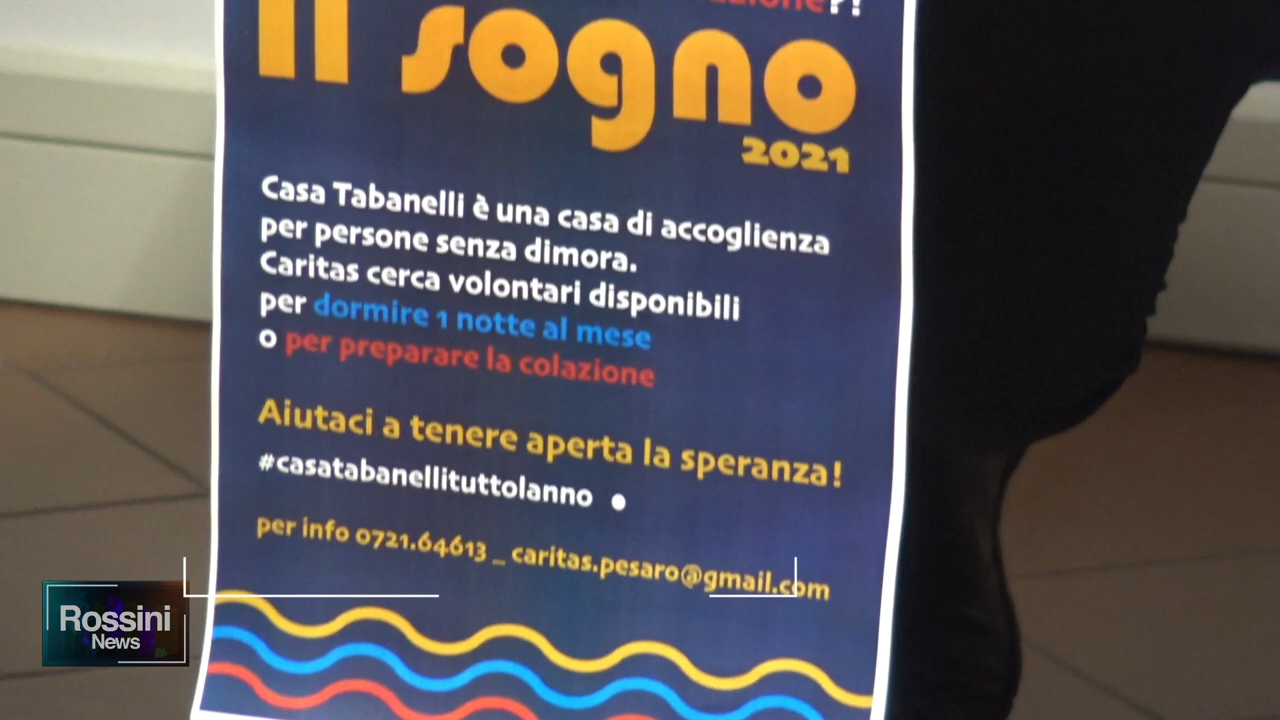 ?!
Il sogno
2021
Casa Tabanelli è una casa di accoglienza
per persone senza dimora.
Caritas cerca volontari disponibili
per dormire 1 notte al mese
o per preparare la colazione
Aiutaci a tenere aperta la speranza!
#casatabanellituttolanno
per info 0721.64613 _ caritas.pesaro@gmail.com
Rossini
News